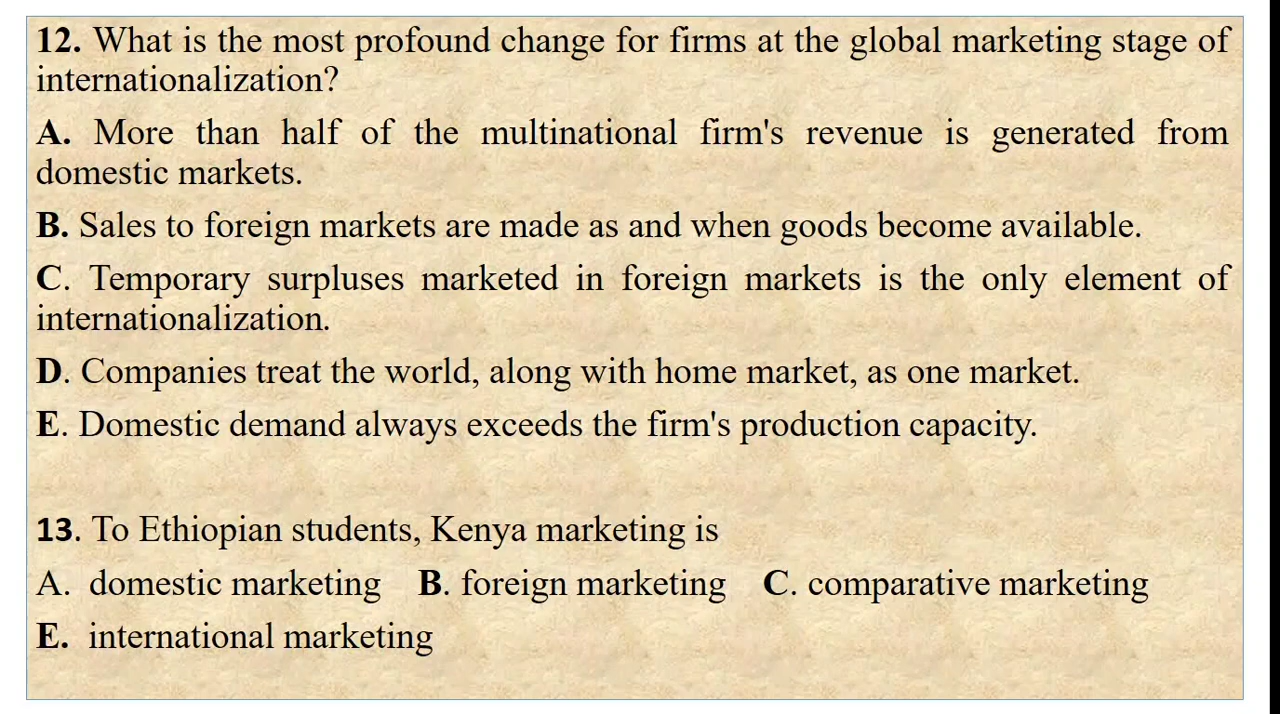 12. What is the most profound change for firms at the global marketing stage of
internationalization?
A. More than half of the multinational firm's revenue is generated from
domestic markets.
B. Sales to foreign markets are made as and when goods become available.
C. Temporary surpluses marketed in foreign markets is the only element of
internationalization.
D. Companies treat the world, along with home market, as one market.
E. Domestic demand always exceeds the firm's production capacity.
13. To Ethiopian students, Kenya marketing is
A. domestic marketing B. foreign marketing C. comparative marketing
E. international marketing